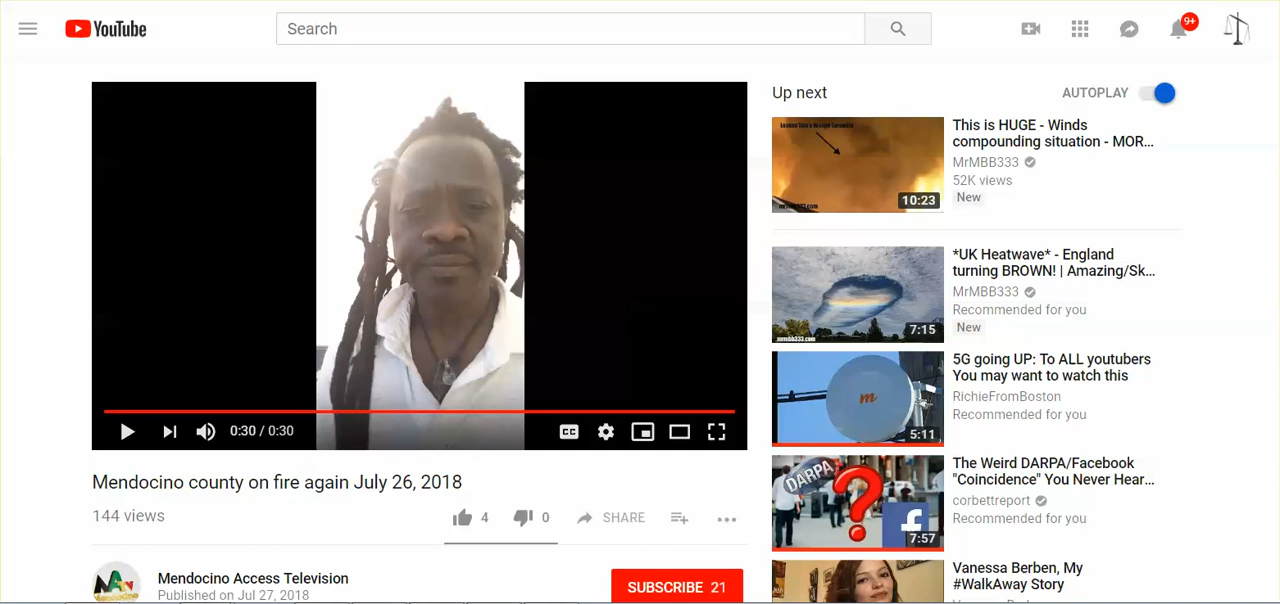 YouTube
Search
9+
0:30 / 0:30
CC
Mendocino county on fire again July 26, 2018
144 views
4
0
SHARE
Mendocino Access Television
Published on Jul 27, 2018
SUBSCRIBE 21
Up next
AUTOPLAY
10:23
This is HUGE - Winds
compounding situation - MOR...
MrMBB333
52K views
New
mrmbb333.com
7:15
*UK Heatwave* - England
turning BROWN! | Amazing/Sk...
MrMBB333
Recommended for you
New
m
5:11
5G going UP: To ALL youtubers
You may want to watch this
RichieFromBoston
Recommended for you
DARPA
?
f
7:57
The Weird DARPA/Facebook
"Coincidence" You Never Hear...
corbettreport
Recommended for you
Vanessa Berben, My
#WalkAway Story